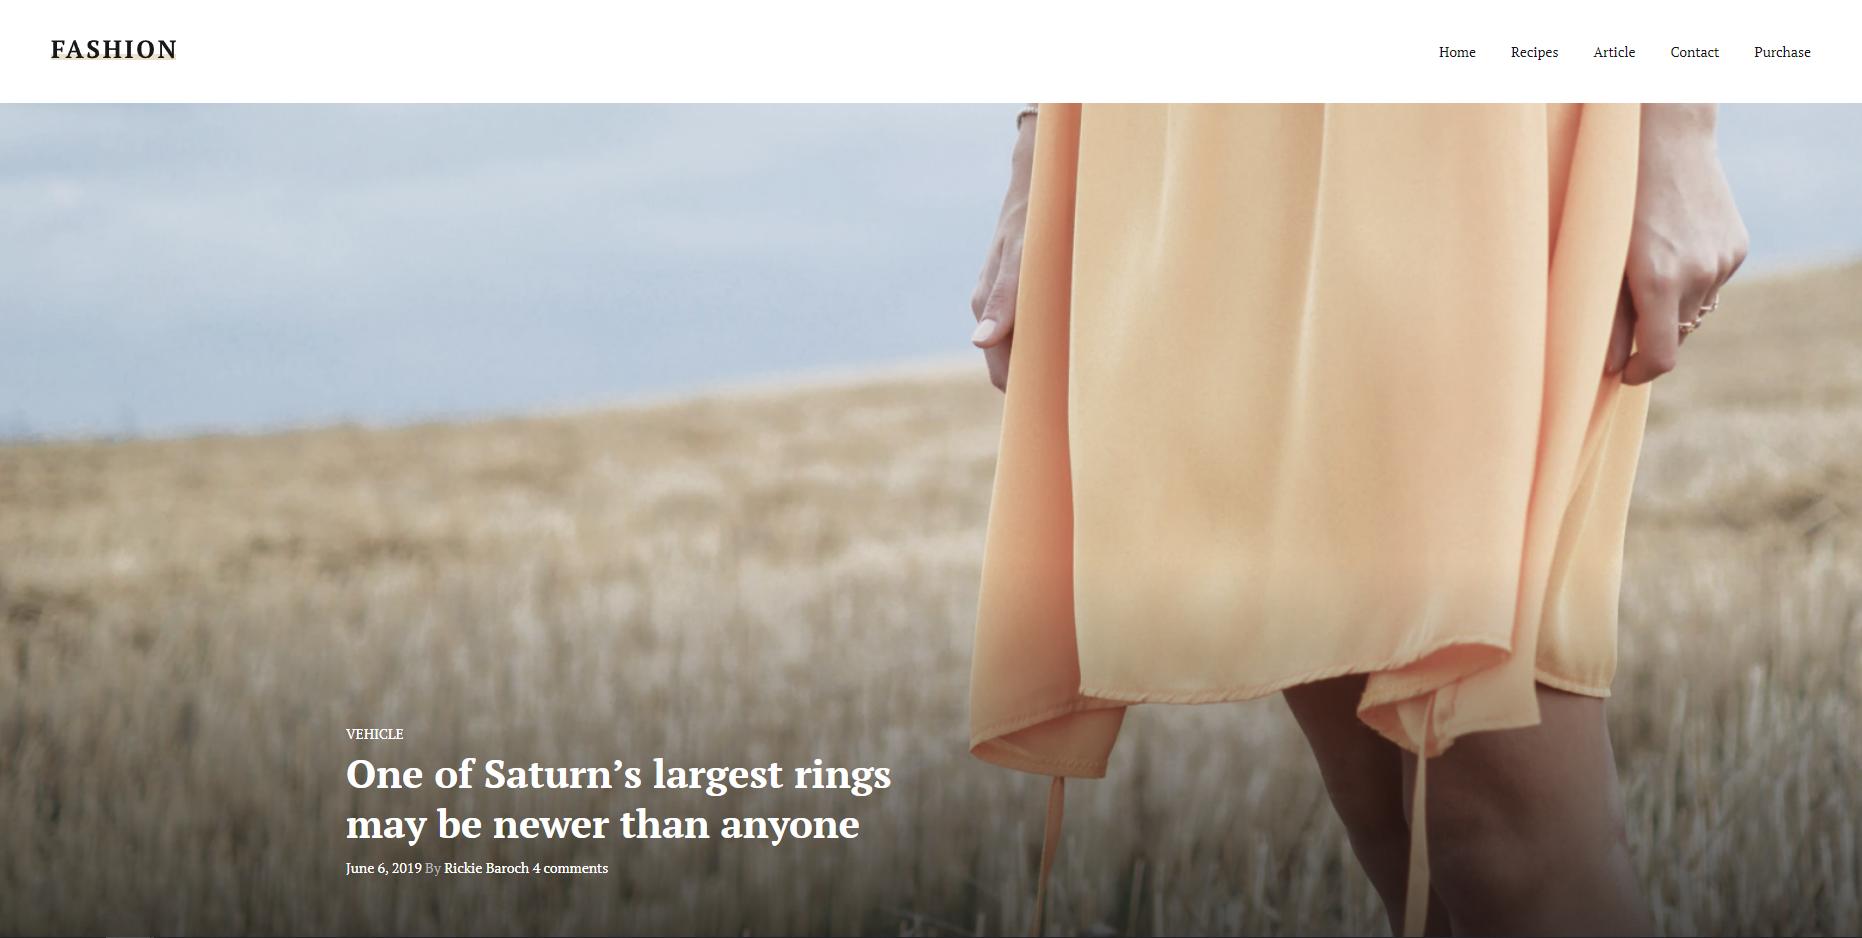 FASHION
Home Recipes Article Contact Purchase
VEHICLE
One of Saturn’s largest rings
may be newer than anyone
June 6, 2019 By Rickie Baroch 4 comments